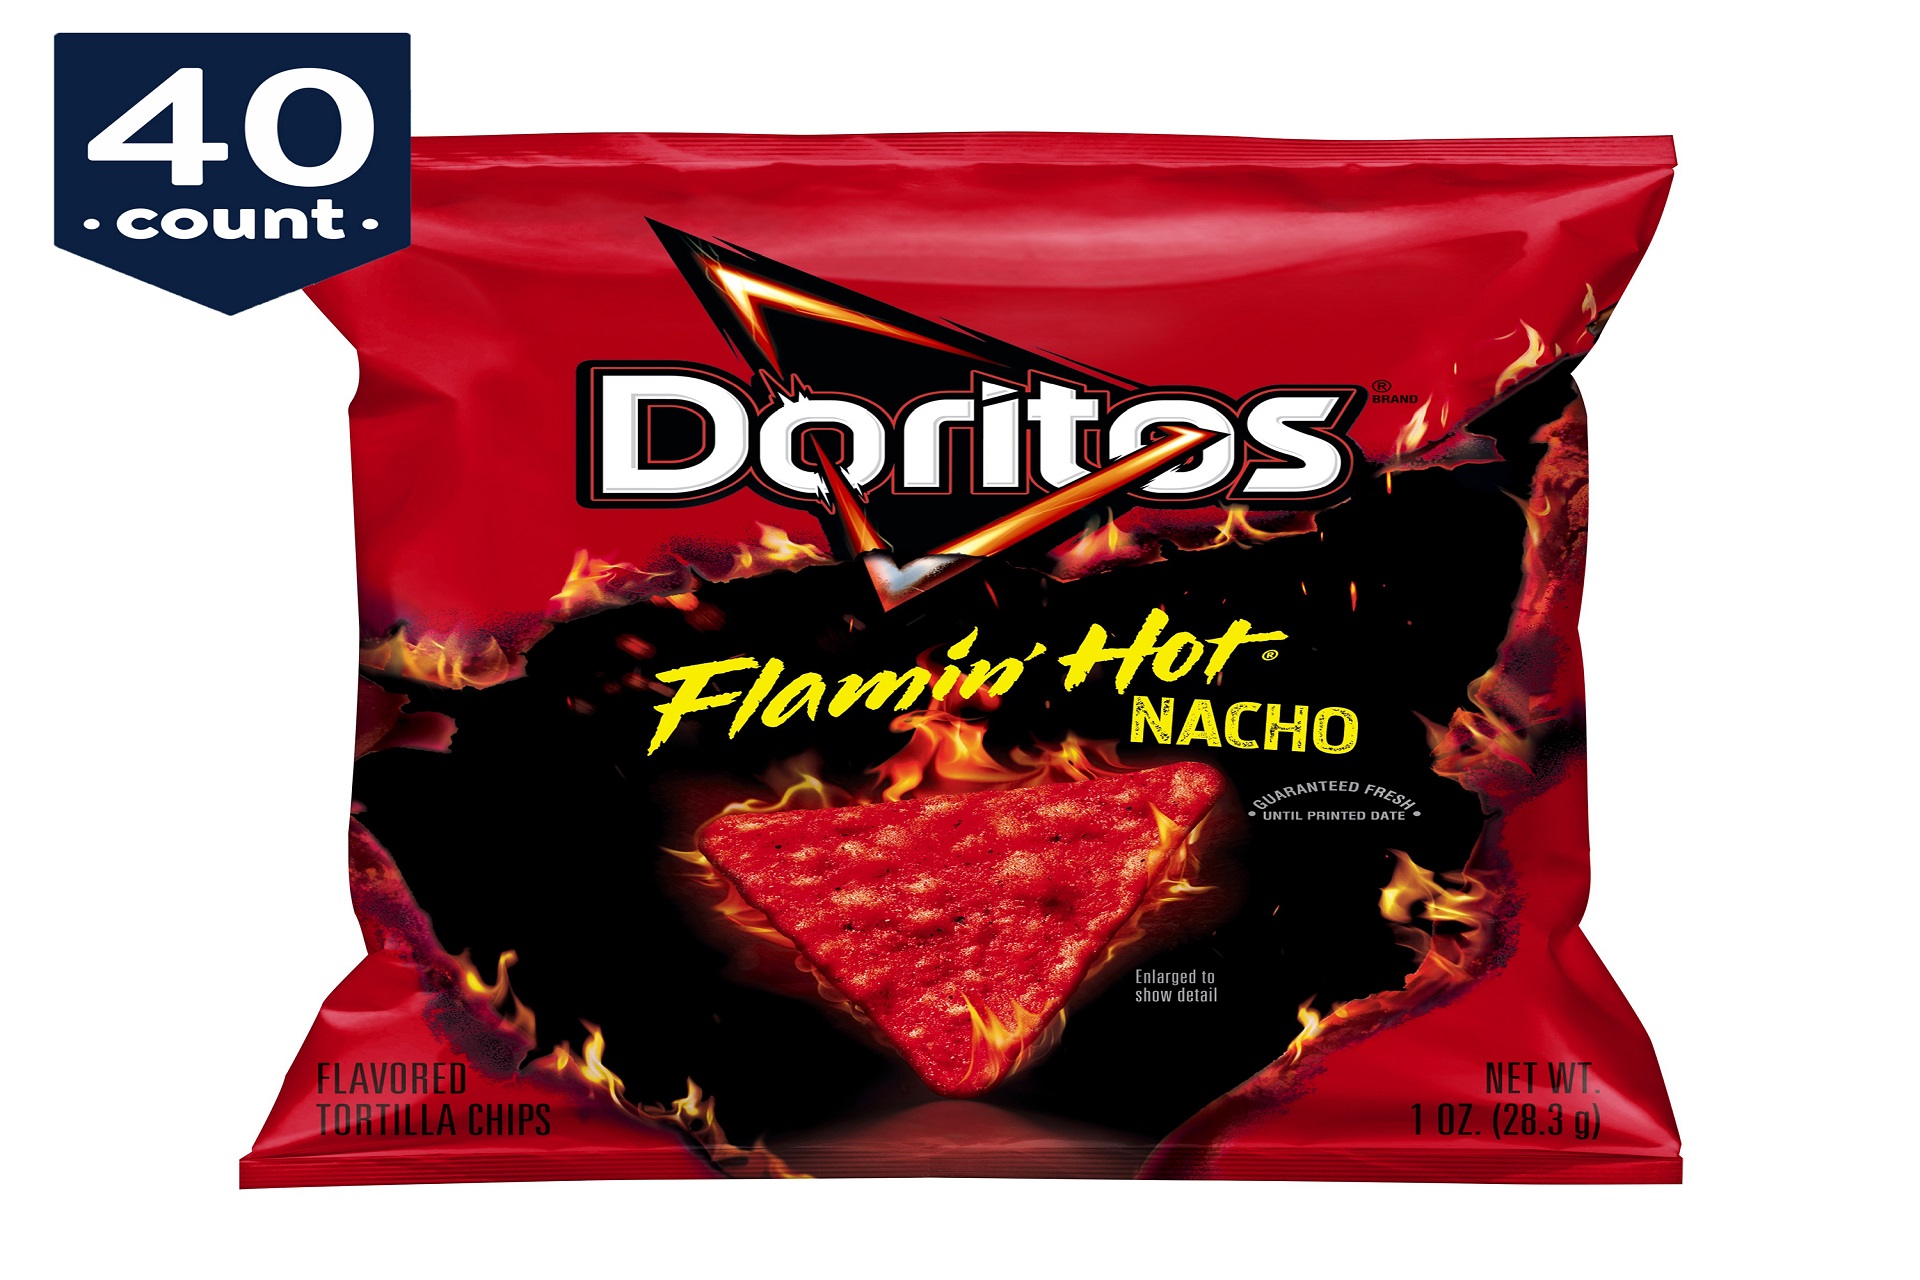 40
• count •
Doritos
® BRAND
Flamin' Hot®
NACHO
• GUARANTEED FRESH •
UNTIL PRINTED DATE
Enlarged to
show detail
FLAVORED
TORTILLA CHIPS
NET WT.
1 OZ. (28.3 g)